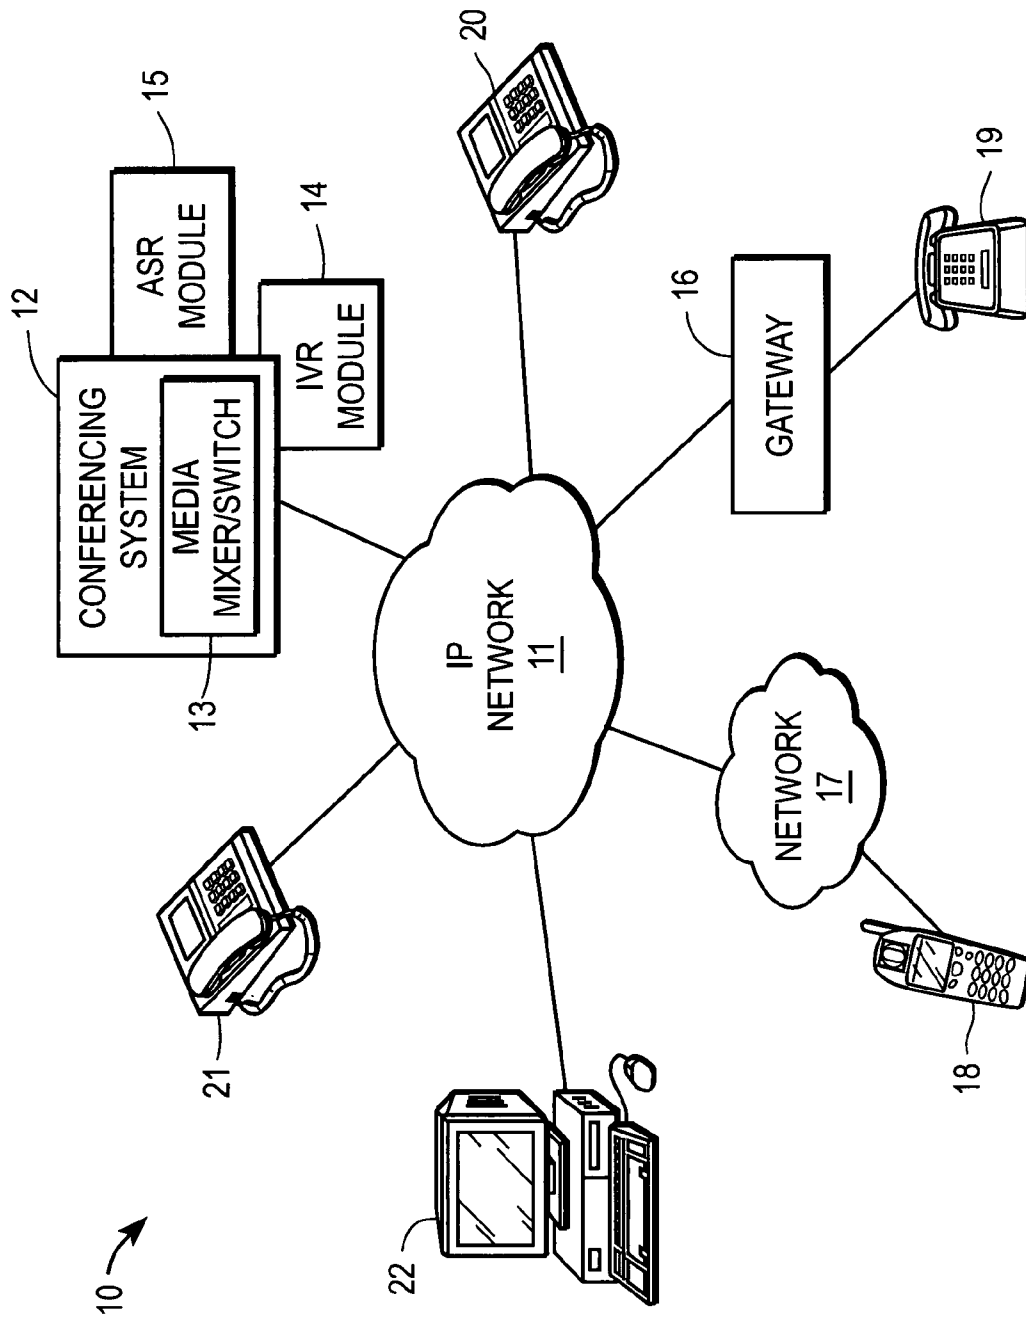 10
12
CONFERENCING
SYSTEM
MEDIA
MIXER/SWITCH
13
ASR
MODULE
15
IVR
MODULE
14
21
20
IP
NETWORK
11
22
GATEWAY
16
NETWORK
17
18
19